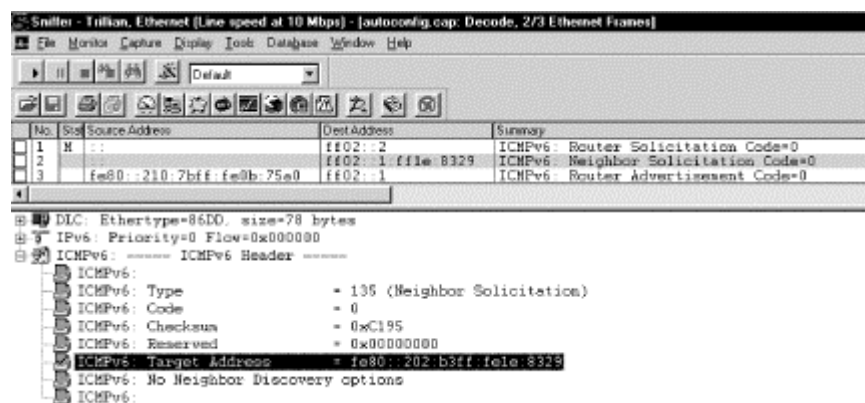 Sniffer - Trillian, Ethernet (Line speed at 10 Mbps) - [autoconfig.cap: Decode, 2/3 Ethernet Frames]
File Monitor Capture Display Tools Database Window Help
Default
No. Stat Source Address Dest Address Summary
1 M :: ff02::2 ICMPv6: Router Solicitation Code=0
2 :: ff02::1:ff1e:8329 ICMPv6: Neighbor Solicitation Code=0
3 fe80::210:7bff:fe0b:75a0 ff02::1 ICMPv6: Router Advertisement Code=0
DLC: Ethertype=86DD, size=78 bytes
IPv6: Priority=0 Flow=0x000000
ICMPv6: ----- ICMPv6 Header -----
ICMPv6:
ICMPv6: Type = 135 (Neighbor Solicitation)
ICMPv6: Code = 0
ICMPv6: Checksum = 0xC195
ICMPv6: Reserved = 0x00000000
ICMPv6: Target Address = fe80::202:b3ff:fe1e:8329
ICMPv6: No Neighbor Discovery options
ICMPv6: